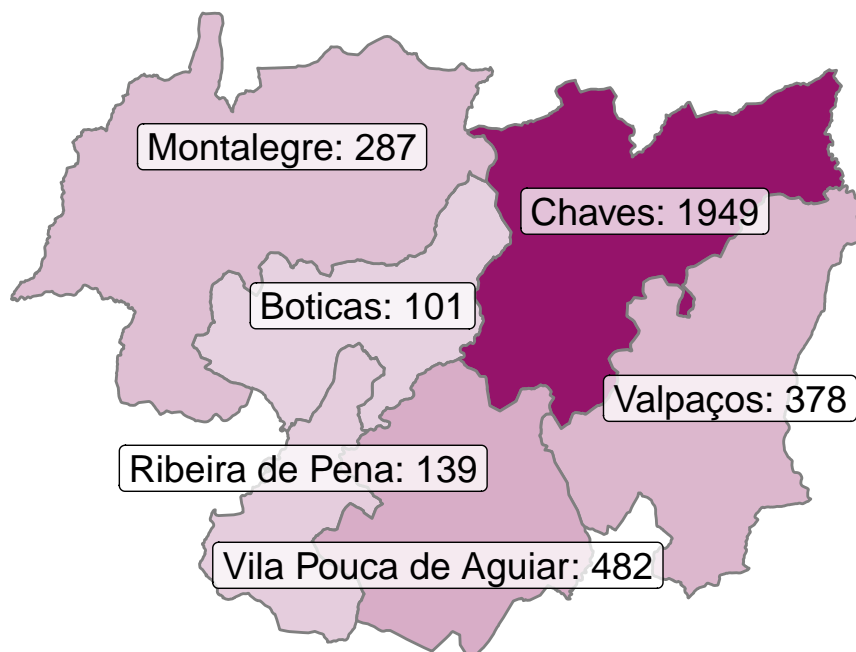 Montalegre: 287
Chaves: 1949
Boticas: 101
Valpaços: 378
Ribeira de Pena: 139
Vila Pouca de Aguiar: 482